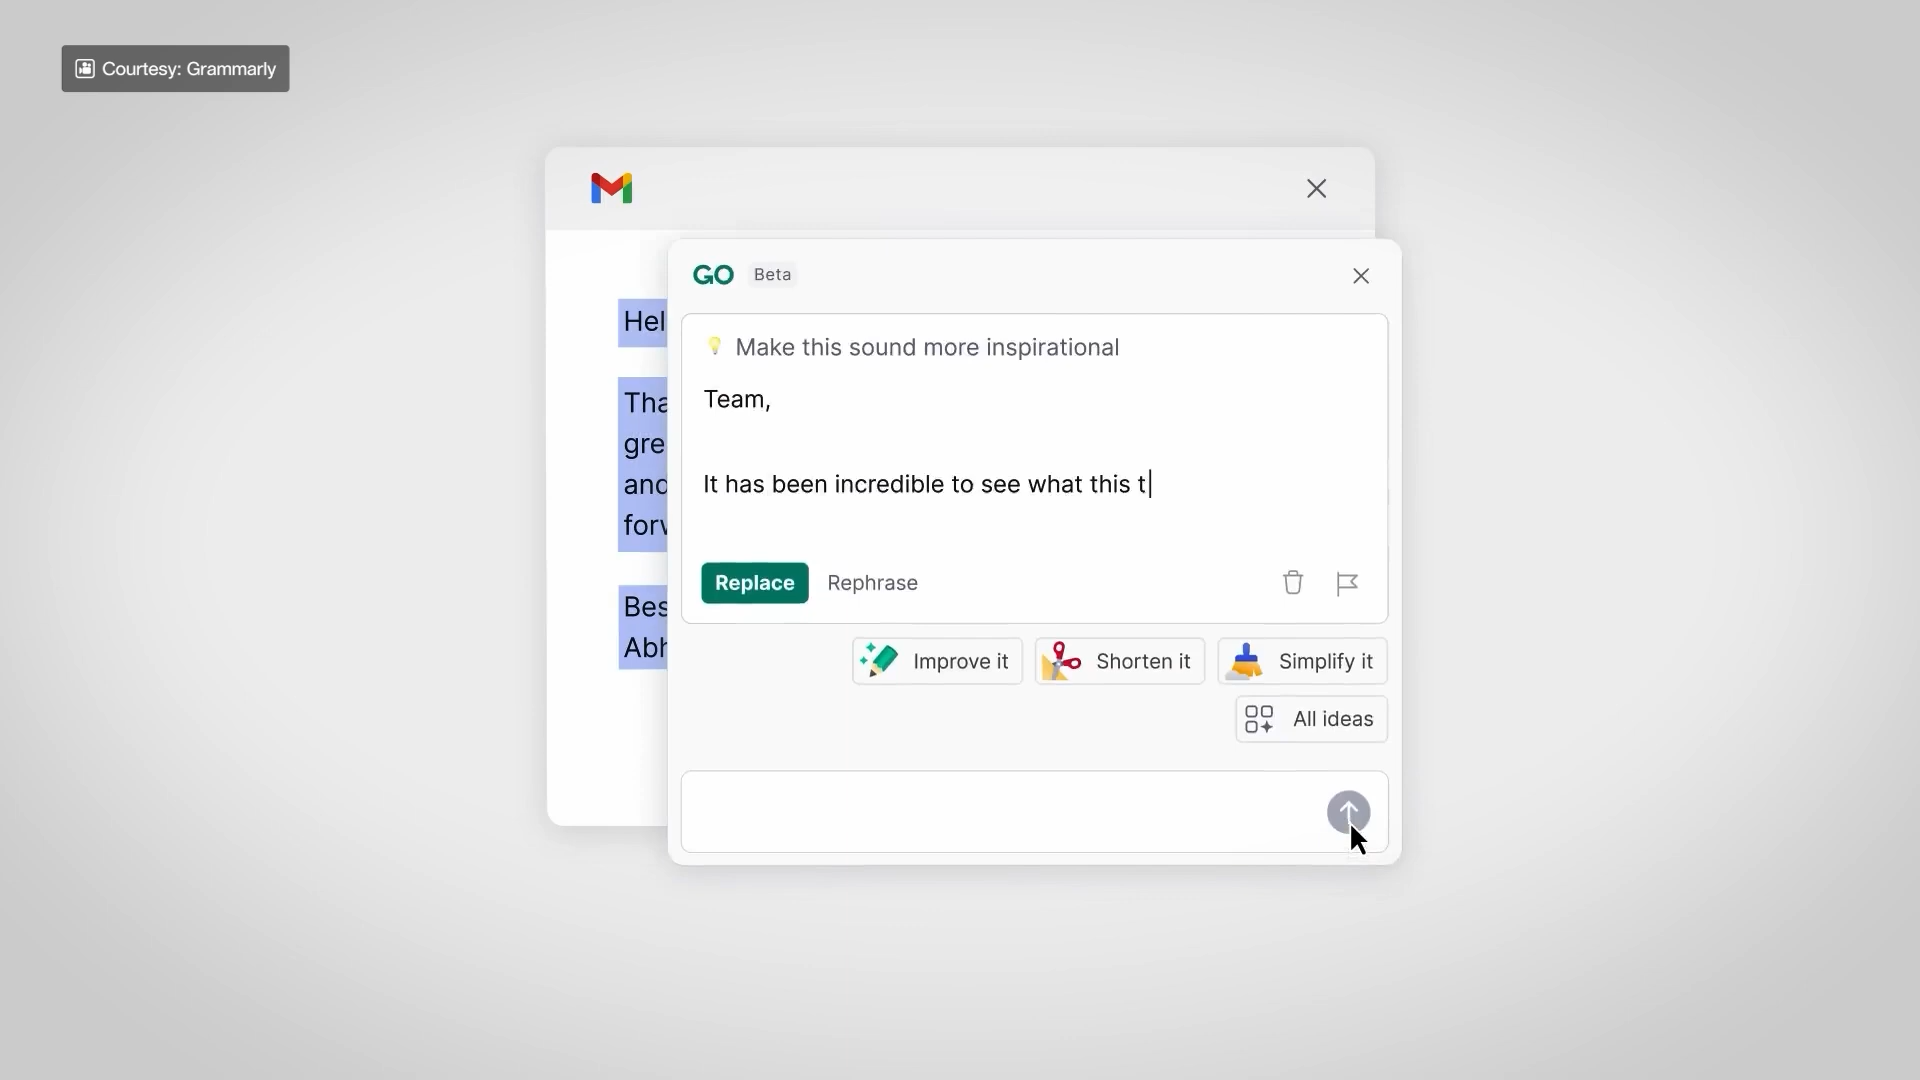 Courtesy: Grammarly
GO Beta
Hel
Tha
gre
and
forw
Bes
Abh
Make this sound more inspirational
Team,
It has been incredible to see what this t
Replace Rephrase
Improve it Shorten it Simplify it
All ideas